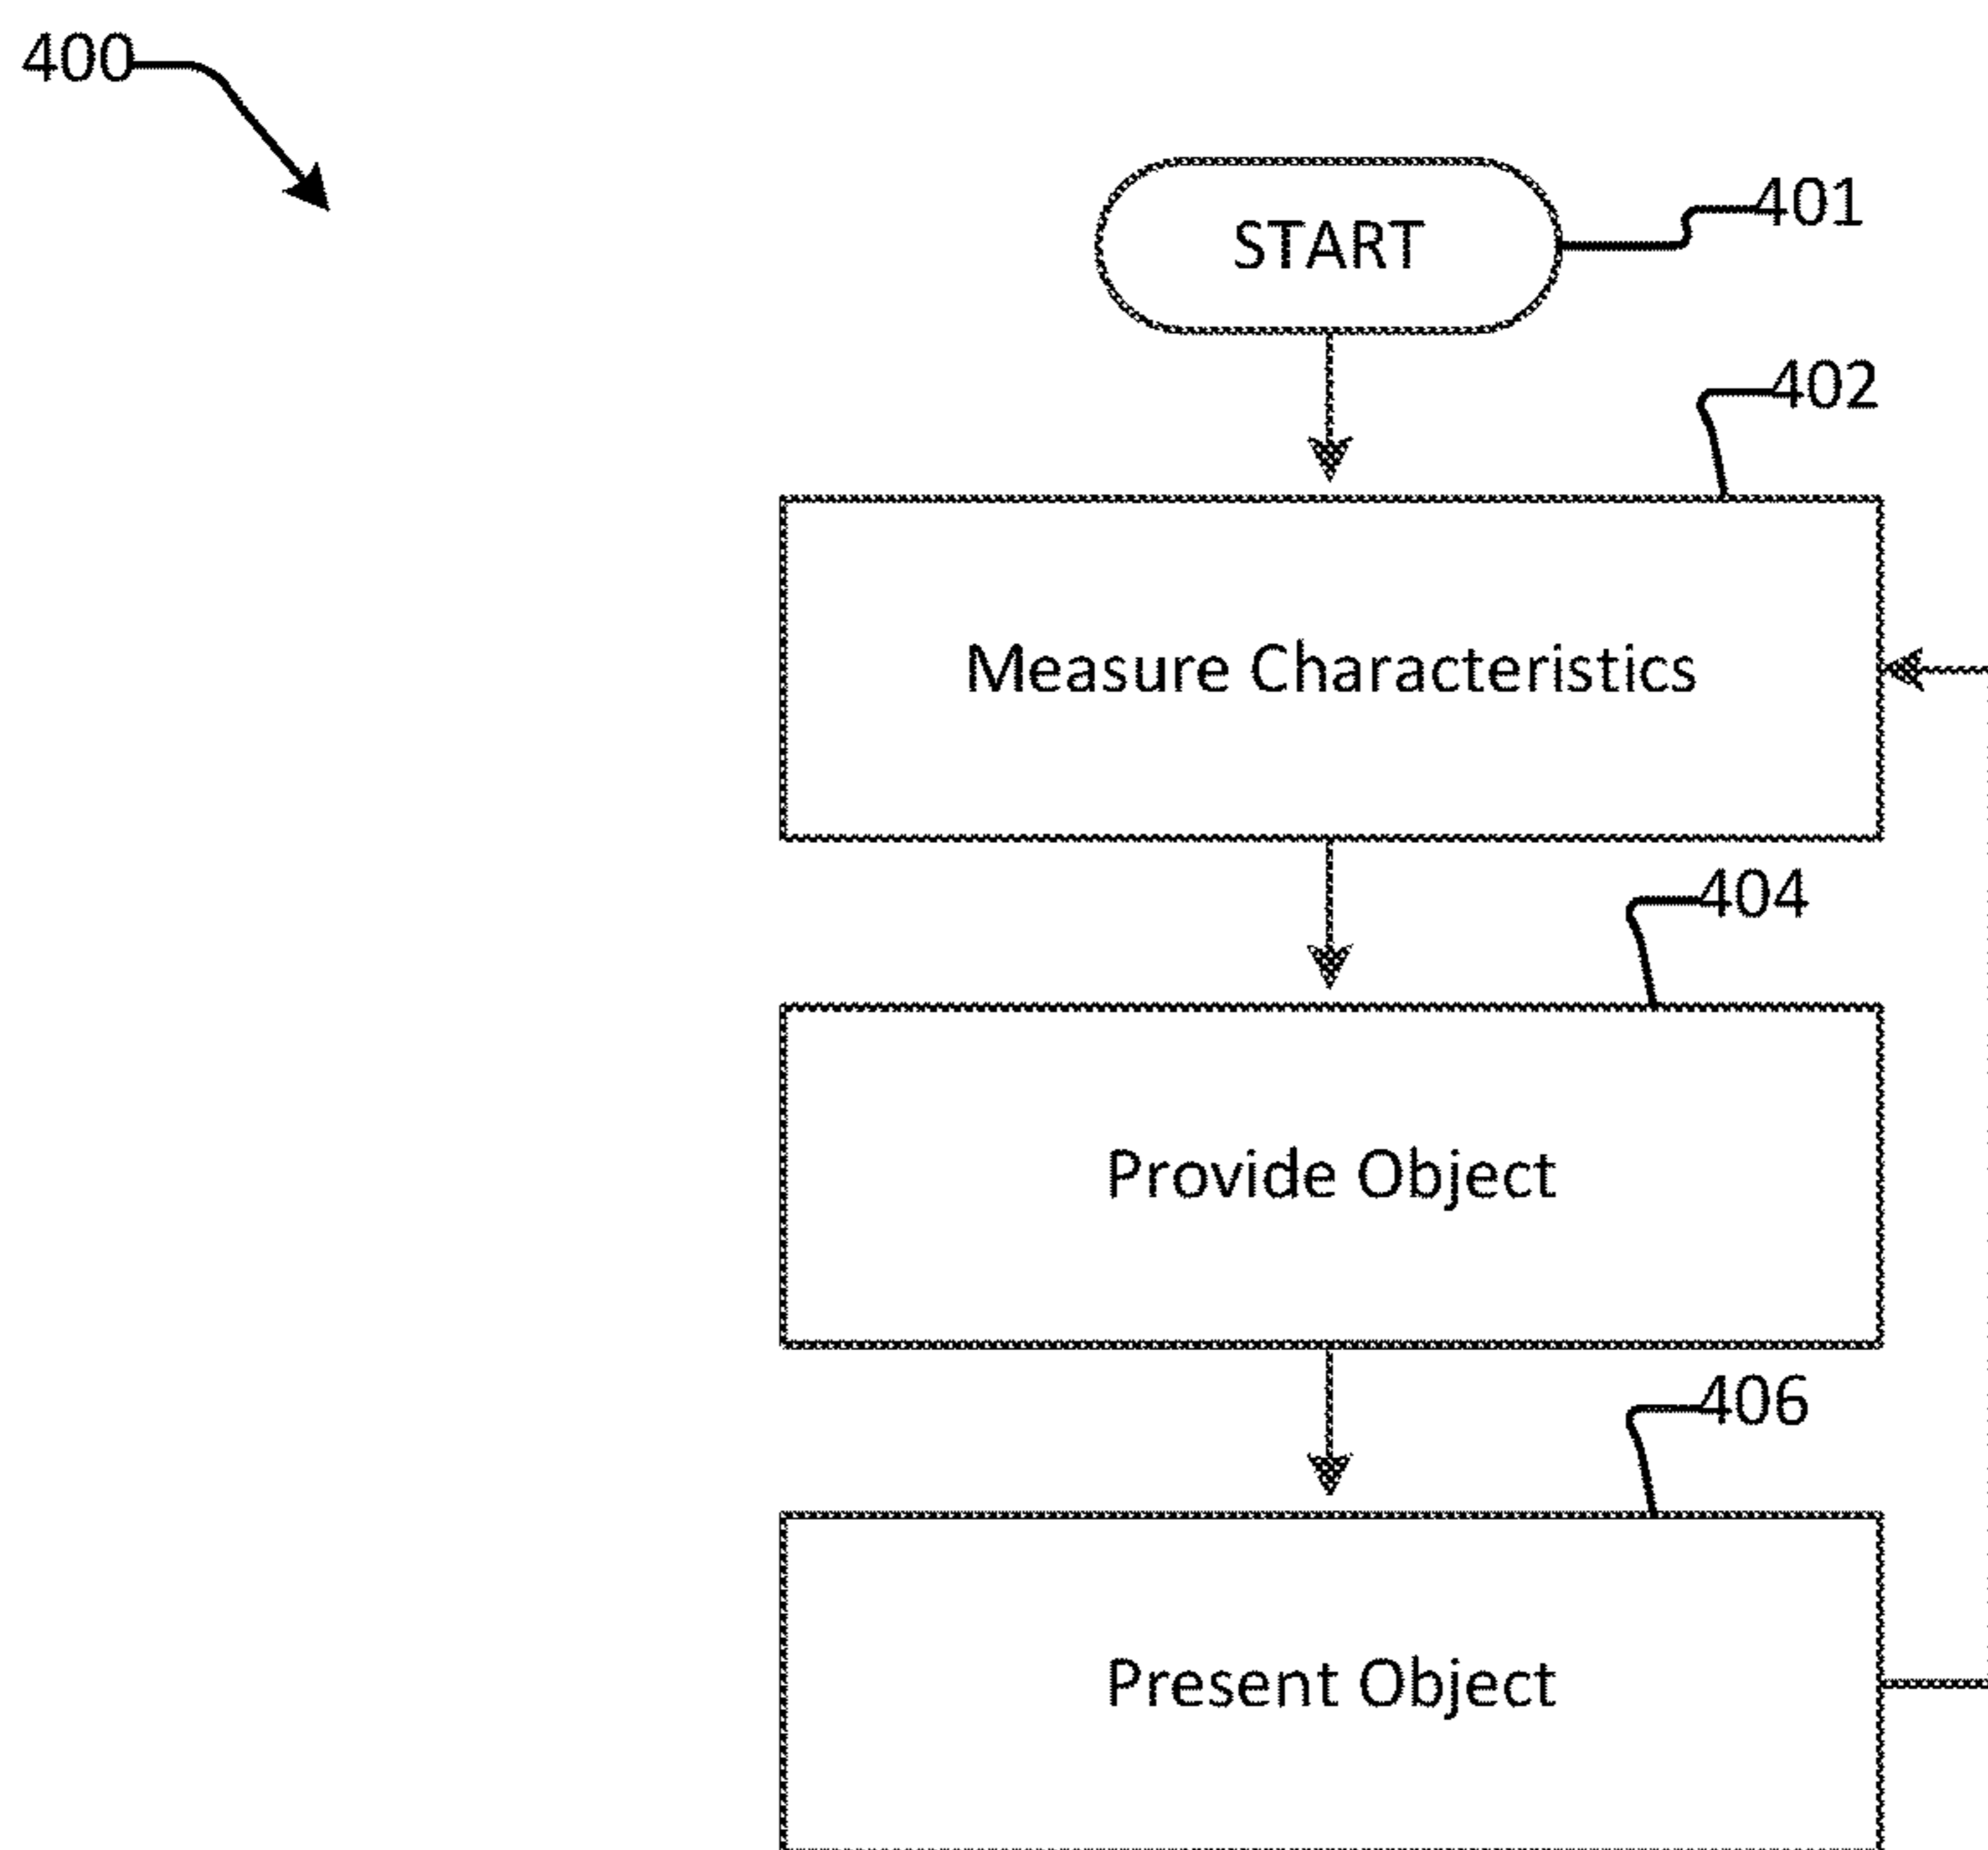 400
START
401
402
Measure Characteristics
404
Provide Object
406
Present Object